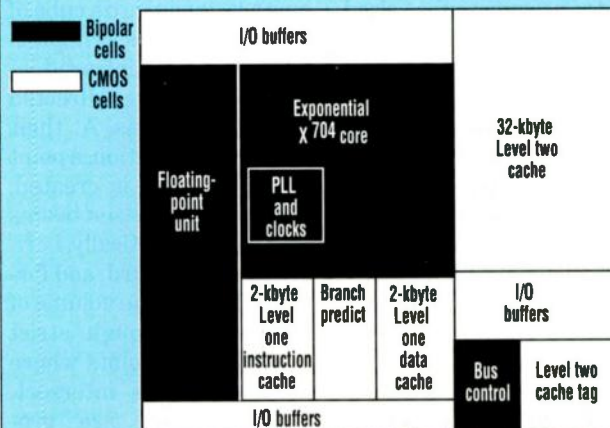 Bipolar
cells
CMOS
cells
I/O buffers
Exponential
X 704 core
PLL
and
clocks
Floating-
point
unit
32-kbyte
Level two
cache
2-kbyte
Level
one
instruction
cache
Branch
predict
2-kbyte
Level
one
data
cache
I/O
buffers
Bus
control
Level two
cache tag
I/O buffers